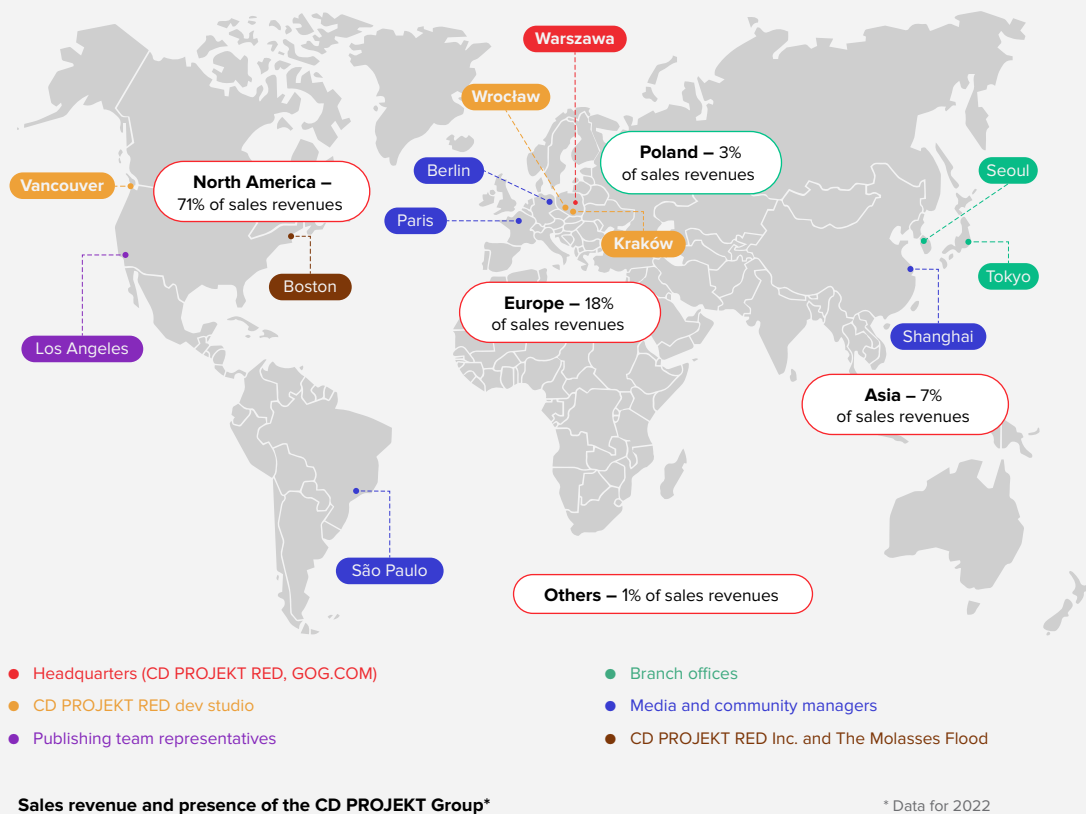 Warszawa
Wrocław
Poland – 3%
of sales revenues
Berlin
Seoul
Vancouver
North America –
71% of sales revenues
Paris
Kraków
Boston
Tokyo
Europe – 18%
of sales revenues
Los Angeles
Shanghai
Asia – 7%
of sales revenues
São Paulo
Others – 1% of sales revenues
Headquarters (CD PROJEKT RED, GOG.COM)
CD PROJEKT RED dev studio
Publishing team representatives
Branch offices
Media and community managers
CD PROJEKT RED Inc. and The Molasses Flood
Sales revenue and presence of the CD PROJEKT Group*
* Data for 2022